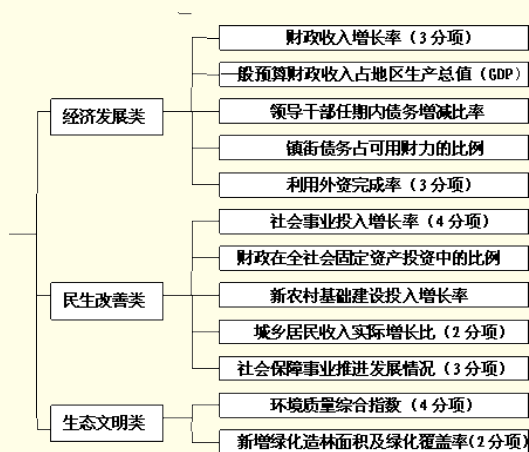 经济发展类
财政收入增长率（3分项）
一般预算财政收入占地区生产总值（GDP）
领导干部任期内债务增减比率
镇街债务占可用财力的比例
利用外资完成率（3分项）
民生改善类
社会事业投入增长率（4分项）
财政在全社会固定资产投资中的比例
新农村基础建设投入增长率
城乡居民收入实际增长比（2分项）
社会保障事业推进发展情况（3分项）
生态文明类
环境质量综合指数（4分项）
新增绿化造林面积及绿化覆盖率(2分项)